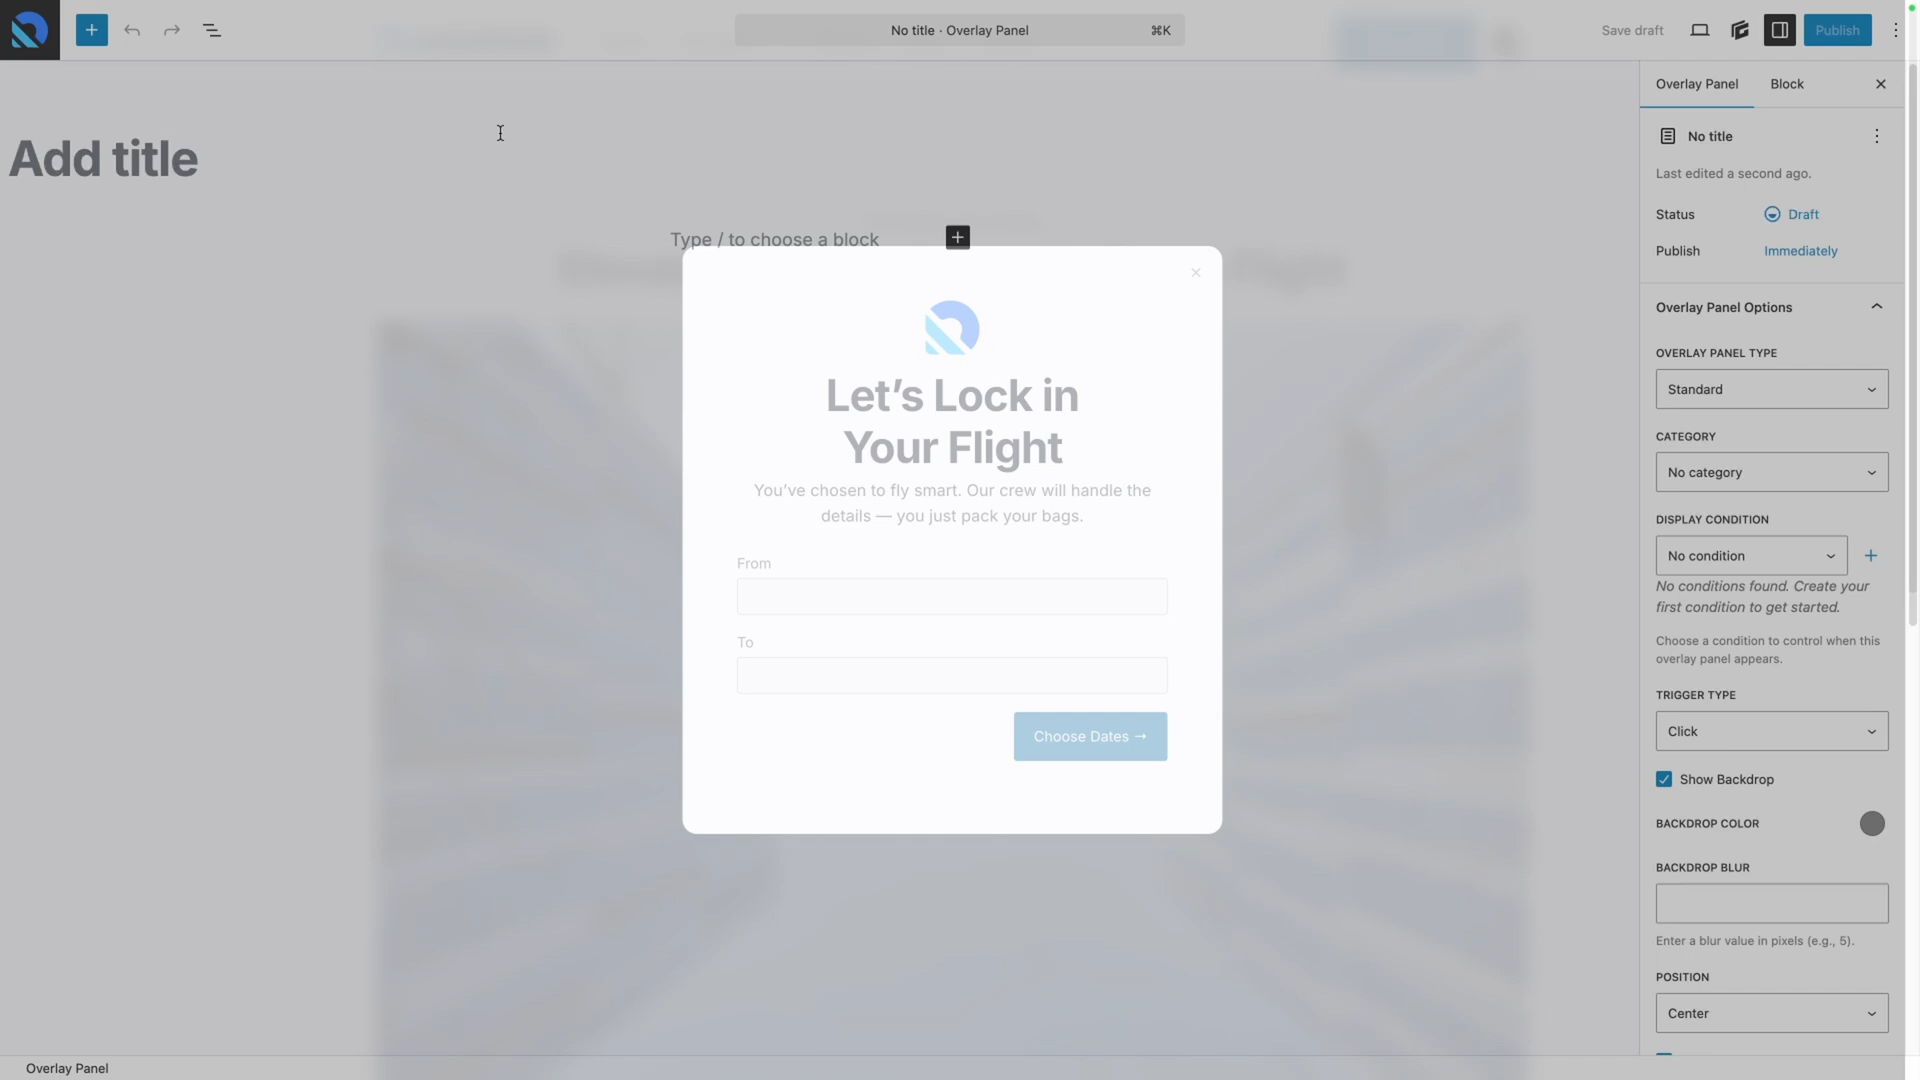 No title · Overlay Panel
⌘K
Save draft
Publish
Add title
Type / to choose a block
Let’s Lock in
Your Flight
You’ve chosen to fly smart. Our crew will handle the
details — you just pack your bags.
From
To
Choose Dates →
Overlay Panel
Block
No title
Last edited a second ago.
Status
Draft
Publish
Immediately
Overlay Panel Options
OVERLAY PANEL TYPE
Standard
CATEGORY
No category
DISPLAY CONDITION
No condition
No conditions found. Create your
first condition to get started.
Choose a condition to control when this
overlay panel appears.
TRIGGER TYPE
Click
Show Backdrop
BACKDROP COLOR
BACKDROP BLUR
Enter a blur value in pixels (e.g., 5).
POSITION
Center
Overlay Panel